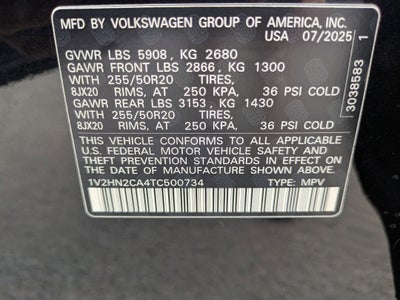 MFD BY VOLKSWAGEN GROUP OF AMERICA, INC.
USA 07/2025
GVWR LBS 5908, KG 2680
GAWR FRONT LBS 2866, KG 1300
WITH 255/50R20 TIRES,
8JX20 RIMS, AT 250 KPA, 36 PSI COLD
GAWR REAR LBS 3153, KG 1430
WITH 255/50R20 TIRES,
8JX20 RIMS, AT 250 KPA, 36 PSI COLD
THIS VEHICLE CONFORMS TO ALL APPLICABLE
U.S. FEDERAL MOTOR VEHICLE SAFETY AND
THEFT PREVENTION STANDARDS IN EFFECT
ON THE DATE OF MANUFACTURE SHOWN ABOVE.
1V2HN2CA4TC500734 TYPE: MPV
3038583 1